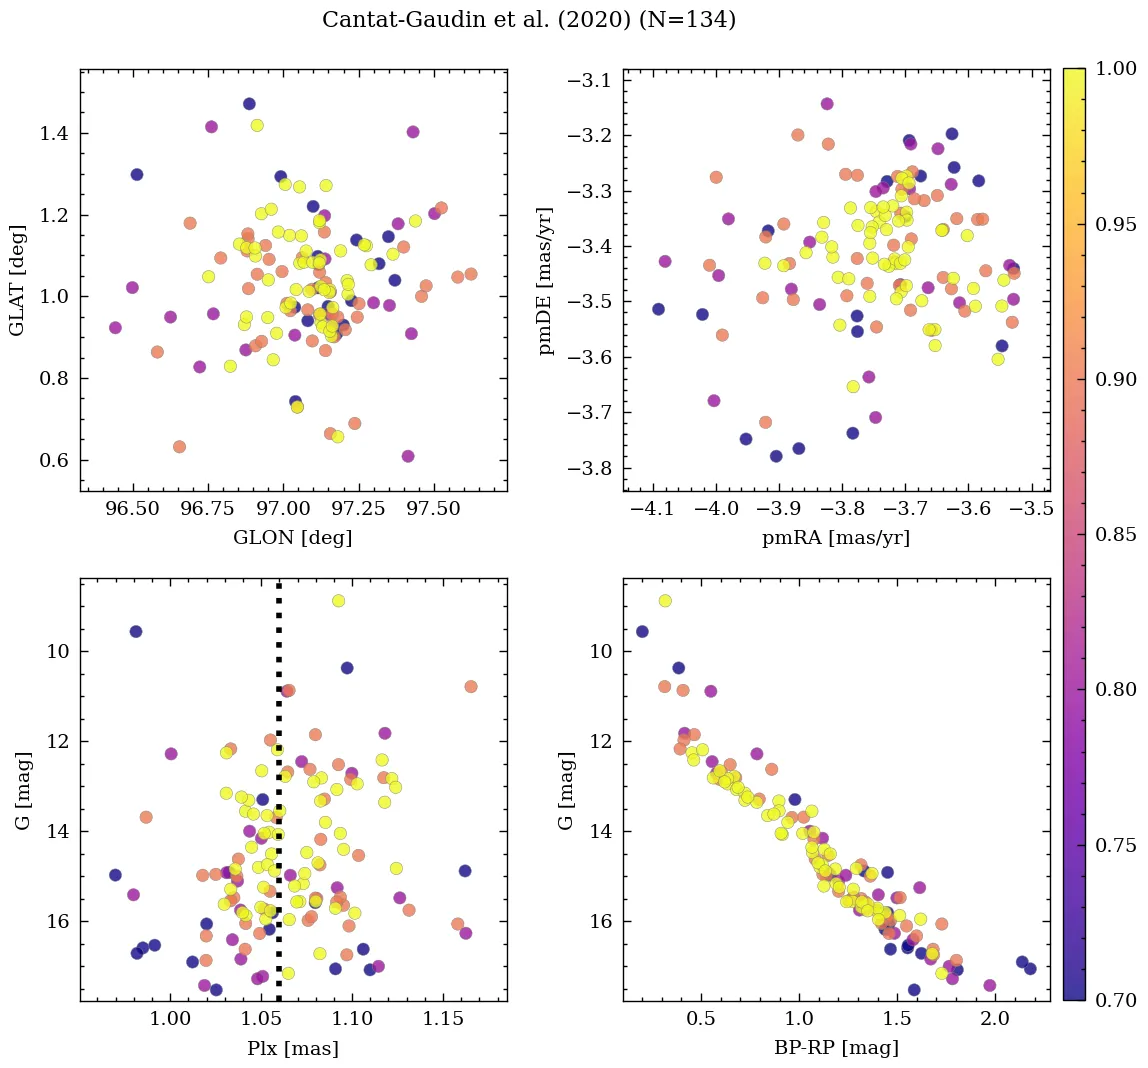 Cantat-Gaudin et al. (2020) (N=134)
1.4
1.2
1.0
0.8
0.6
GLAT [deg]
96.50 96.75 97.00 97.25 97.50
GLON [deg]
−3.1
−3.2
−3.3
−3.4
−3.5
−3.6
−3.7
−3.8
pmDE [mas/yr]
−4.1 −4.0 −3.9 −3.8 −3.7 −3.6 −3.5
pmRA [mas/yr]
10
12
14
16
G [mag]
1.00 1.05 1.10 1.15
Plx [mas]
10
12
14
16
G [mag]
0.5 1.0 1.5 2.0
BP-RP [mag]
1.00
0.95
0.90
0.85
0.80
0.75
0.70